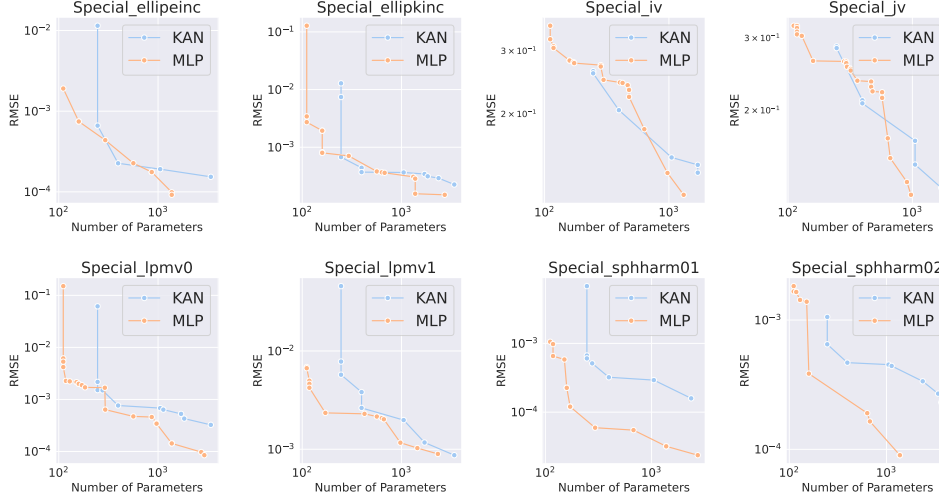 Special_ellipeinc
10⁻²
10⁻³
10⁻⁴
RMSE
KAN
MLP
10²
10³
Number of Parameters
Special_ellipkinc
10⁻¹
10⁻²
10⁻³
RMSE
KAN
MLP
10²
10³
Number of Parameters
Special_iv
3 × 10⁻¹
2 × 10⁻¹
RMSE
KAN
MLP
10²
10³
Number of Parameters
Special_jv
3 × 10⁻¹
2 × 10⁻¹
RMSE
KAN
MLP
10²
10³
Number of Parameters
Special_lpmv0
10⁻¹
10⁻²
10⁻³
10⁻⁴
RMSE
KAN
MLP
10²
10³
Number of Parameters
Special_lpmv1
10⁻²
10⁻³
RMSE
KAN
MLP
10²
10³
Number of Parameters
Special_sphharm01
10⁻³
10⁻⁴
RMSE
KAN
MLP
10²
10³
Number of Parameters
Special_sphharm02
10⁻³
10⁻⁴
RMSE
KAN
MLP
10²
10³
Number of Parameters